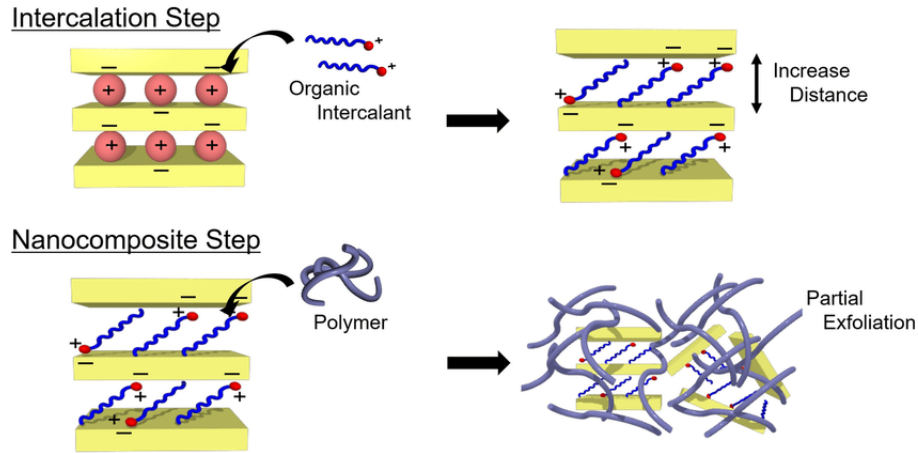 Intercalation Step
Organic
Intercalant
Increase
Distance
Nanocomposite Step
Polymer
Partial
Exfoliation